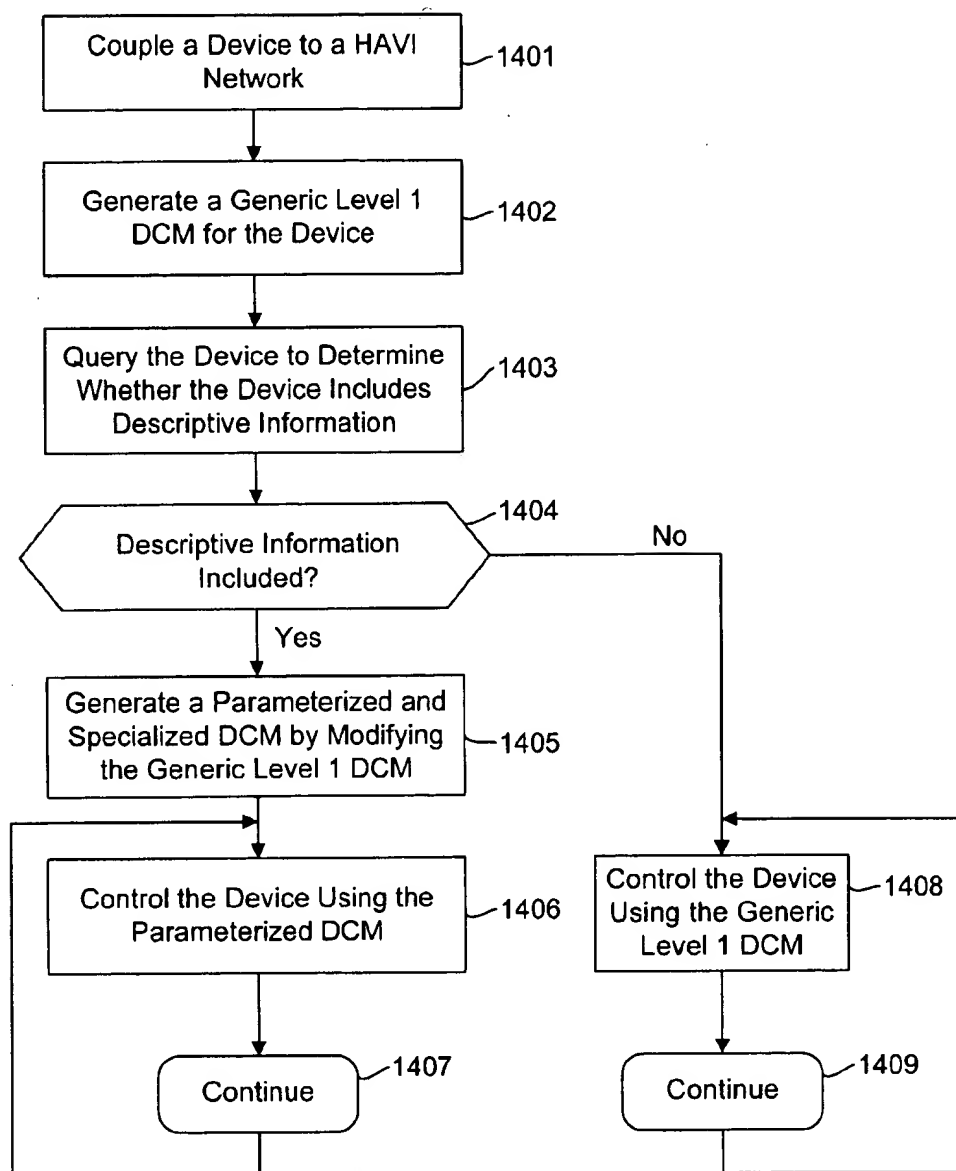 Couple a Device to a HAVI
Network
1401
Generate a Generic Level 1
DCM for the Device
1402
Query the Device to Determine
Whether the Device Includes
Descriptive Information
1403
1404
Descriptive Information
Included?
No
Yes
Generate a Parameterized and
Specialized DCM by Modifying
the Generic Level 1 DCM
1405
Control the Device Using the
Parameterized DCM
1406
Control the Device
Using the Generic
Level 1 DCM
1408
Continue
1407
Continue
1409